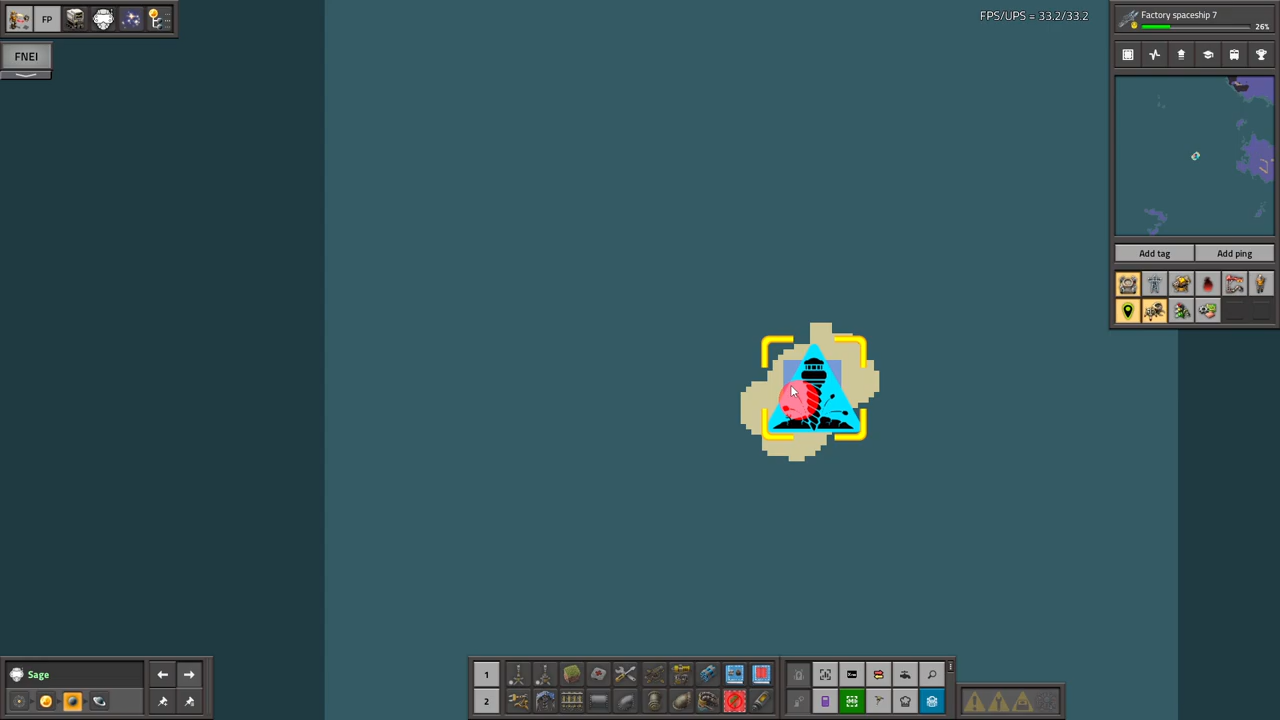 FP
FPS/UPS = 33.2/33.2
Factory spaceship 7
26%
FNEI
Add tag
Add ping
Sage
1
2